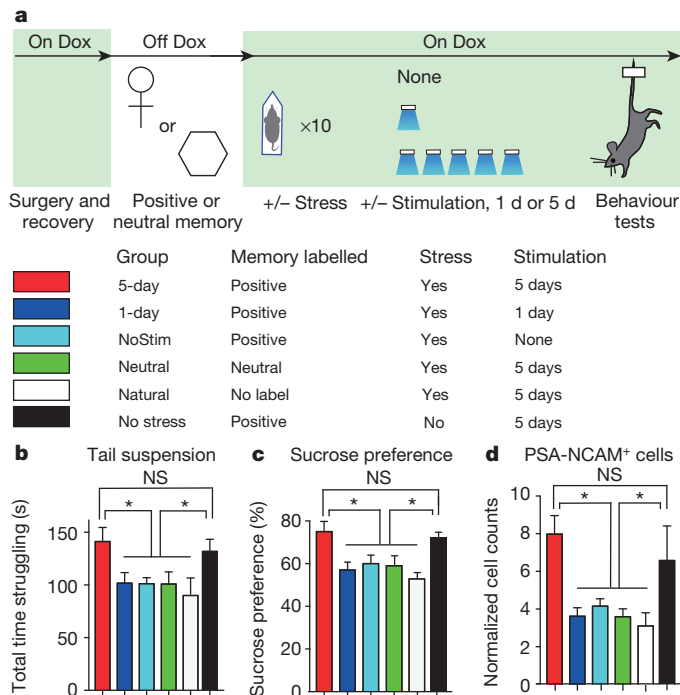 a
On Dox Off Dox On Dox
None
or
×10
Surgery and recovery
Positive or neutral memory
+/– Stress
+/– Stimulation, 1 d or 5 d
Behaviour tests
Group Memory labelled Stress Stimulation
5-day Positive Yes 5 days
1-day Positive Yes 1 day
NoStim Positive Yes None
Neutral Neutral Yes 5 days
Natural No label Yes 5 days
No stress Positive No 5 days
b Tail suspension
NS
* *
Total time struggling (s)
150
100
50
0
c Sucrose preference
NS
* *
Sucrose preference (%)
80
60
40
20
0
d PSA-NCAM⁺ cells
NS
* *
Normalized cell counts
10
8
6
4
2
0